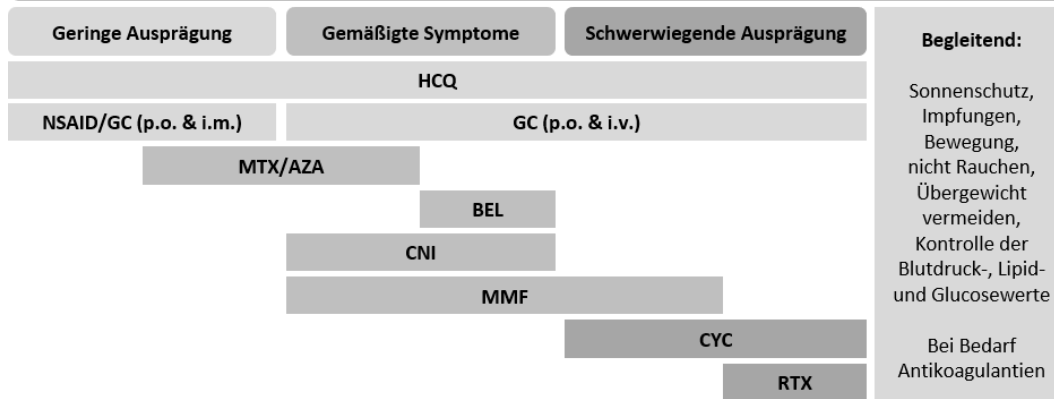 Geringe Ausprägung
Gemäßigte Symptome
Schwerwiegende Ausprägung
HCQ
NSAID/GC (p.o. & i.m.)
GC (p.o. & i.v.)
MTX/AZA
BEL
CNI
MMF
CYC
RTX
Begleitend:
Sonnenschutz,
Impfungen,
Bewegung,
nicht Rauchen,
Übergewicht
vermeiden,
Kontrolle der
Blutdruck-, Lipid-
und Glucosewerte
Bei Bedarf
Antikoagulantien